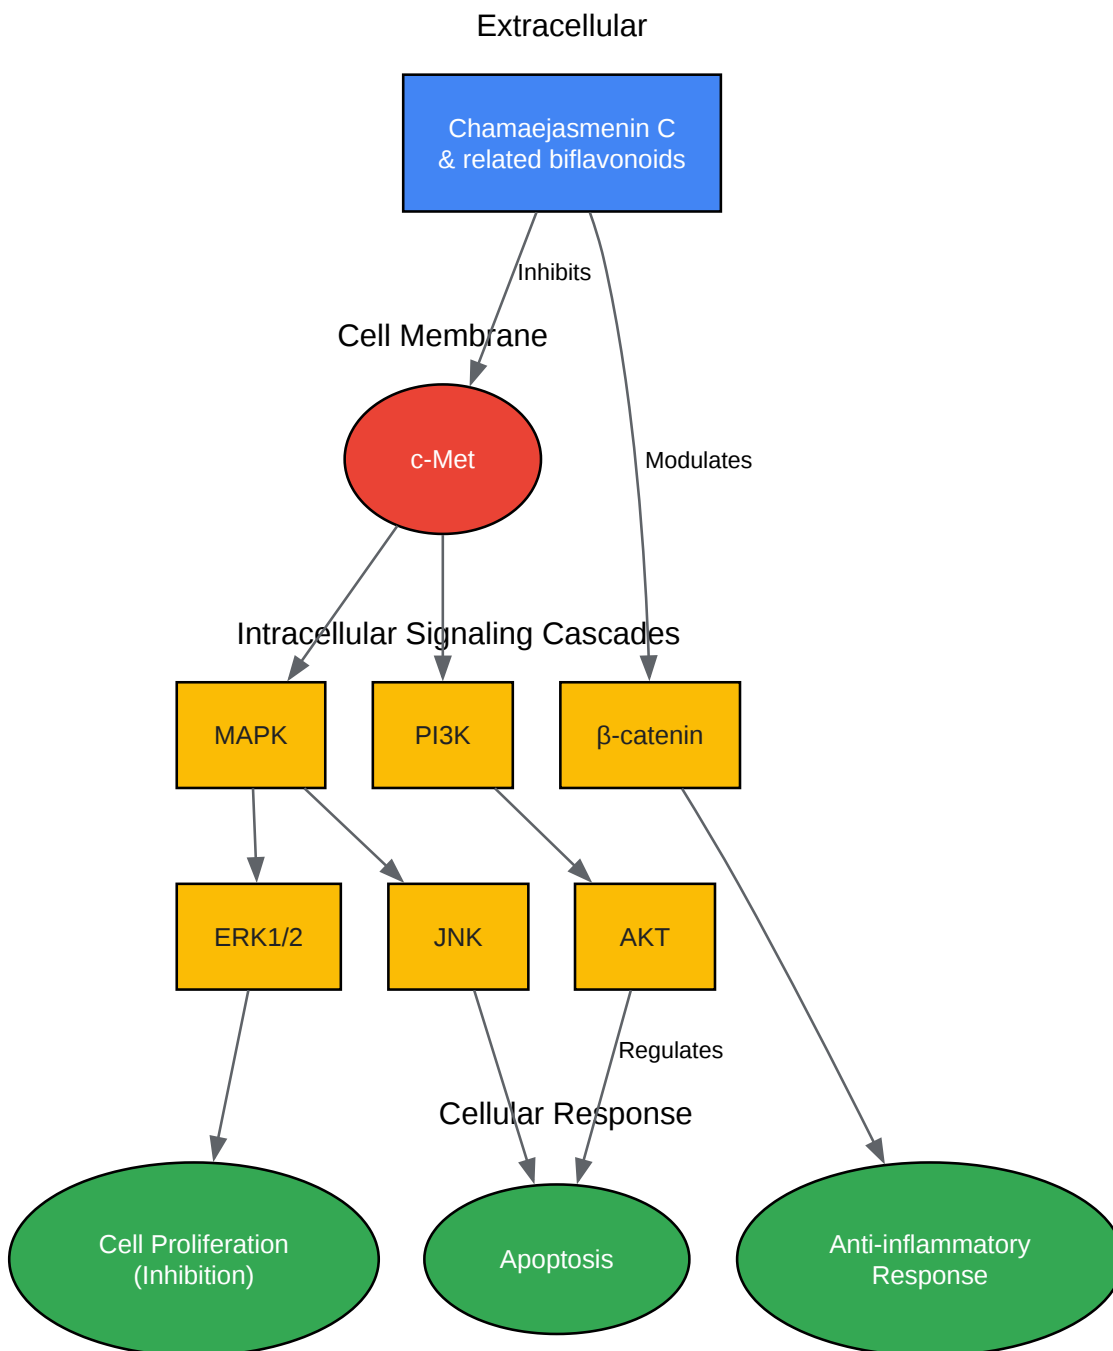 Extracellular
Chamaejasmenin C
& related biflavonoids
Inhibits
Cell Membrane
c-Met
Modulates
Intracellular Signaling Cascades
MAPK
PI3K
β-catenin
ERK1/2
JNK
AKT
Regulates
Cellular Response
Cell Proliferation
(Inhibition)
Apoptosis
Anti-inflammatory
Response